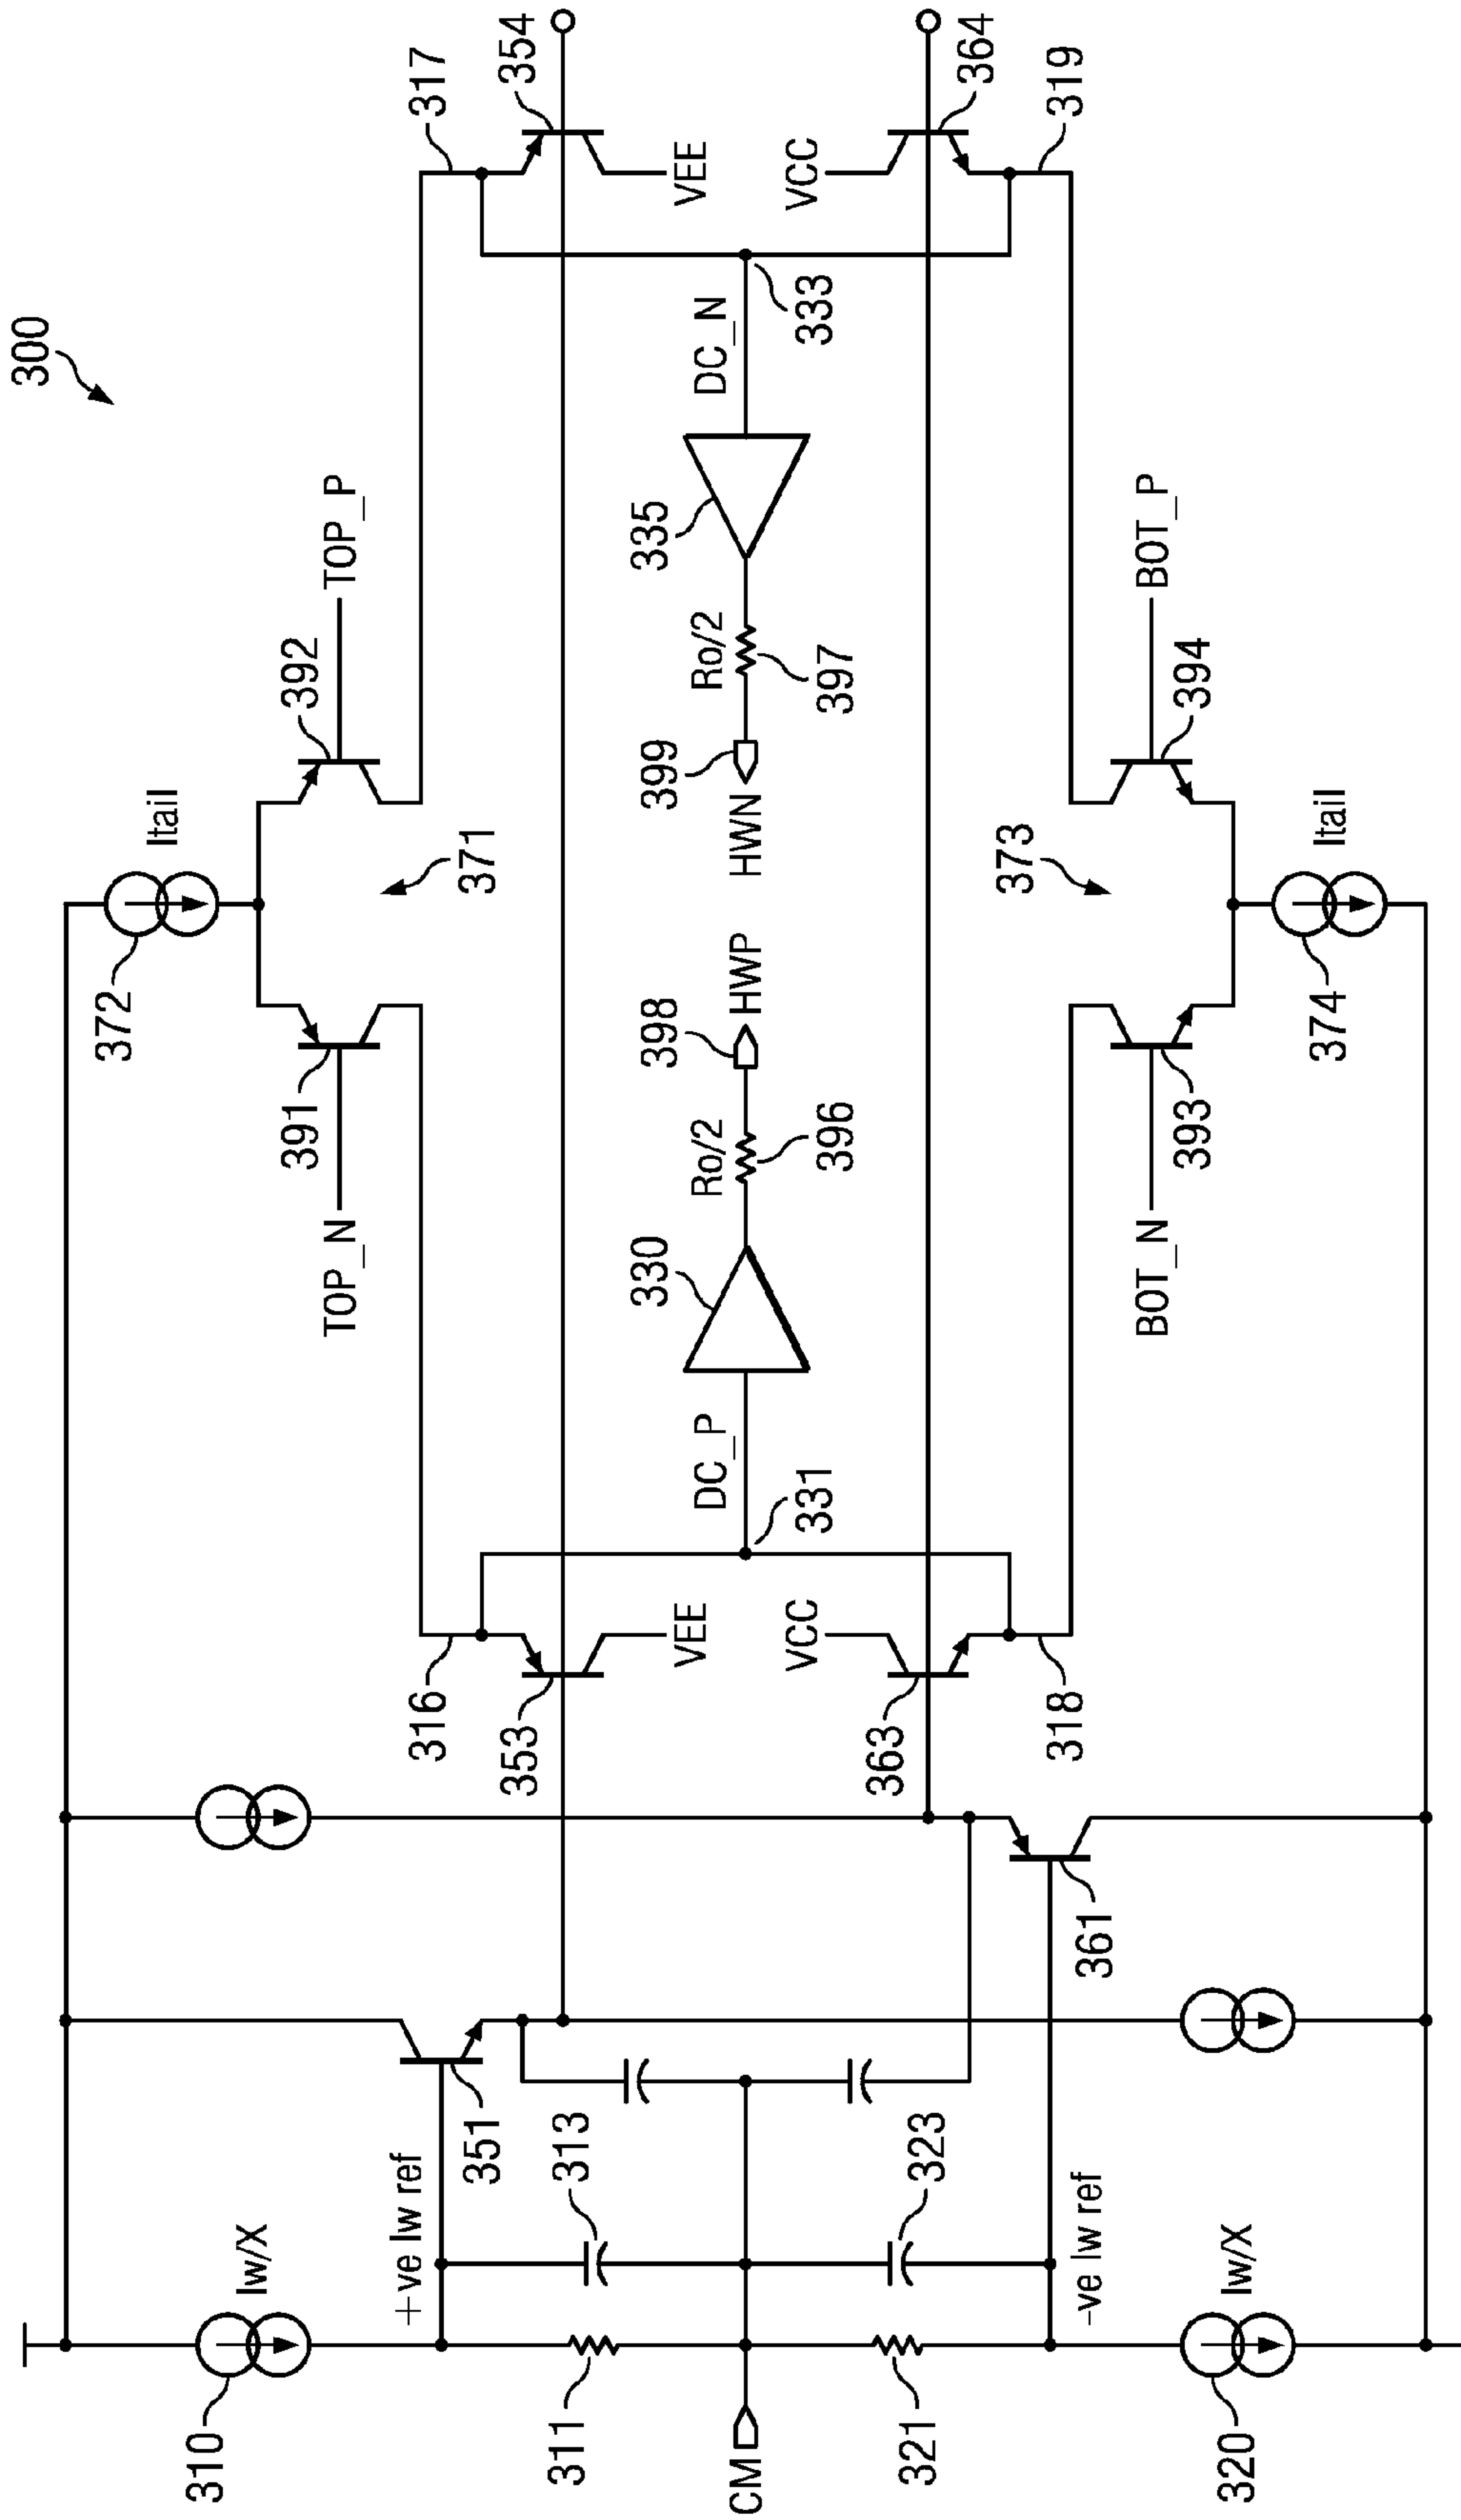 300
372
Itail
391
392
TOP_N
TOP_P
371
310
Iw/X
+ve Iw ref
351
316
317
353
354
VEE
VEE
311
313
330
335
Ro/2
Ro/2
398
399
DC_P
DC_N
CM
HWP
HWN
331
396
397
333
VCC
VCC
321
323
363
364
318
319
373
-ve Iw ref
361
BOT_N
BOT_P
393
394
320
Iw/X
374
Itail